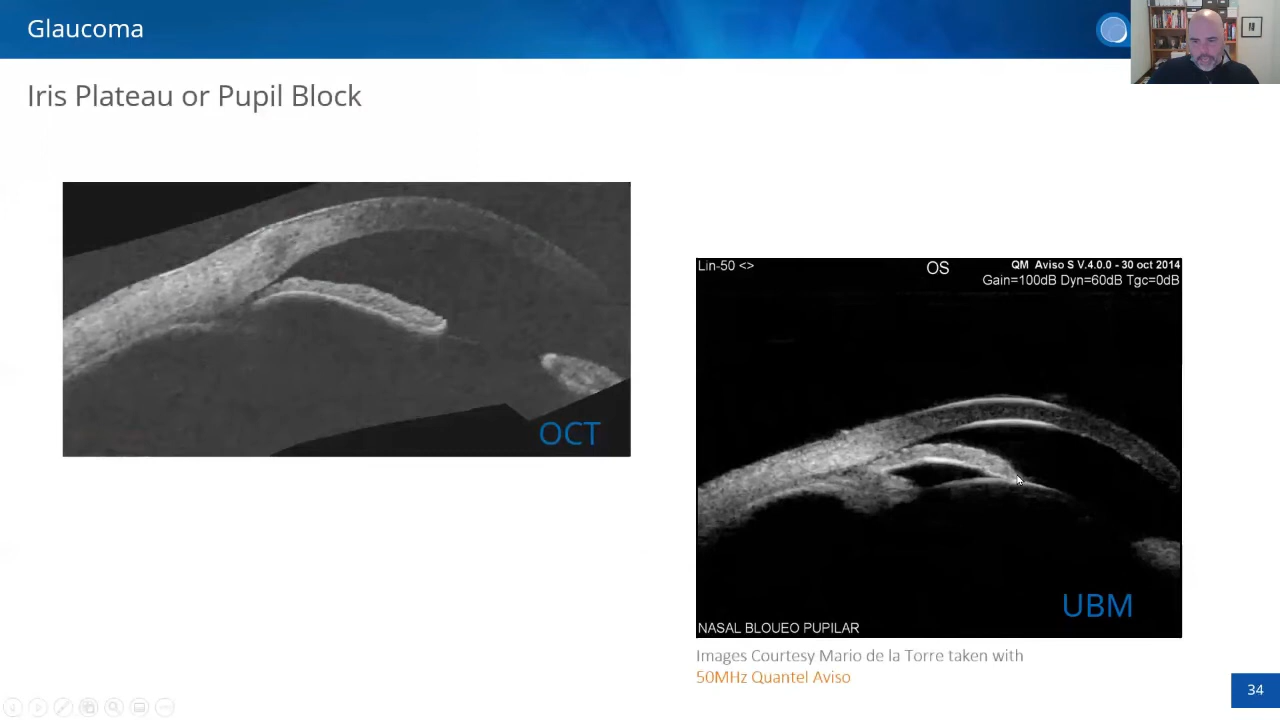 Glaucoma
Iris Plateau or Pupil Block
OCT
Lin-50 <>
OS
QM Aviso S V.4.0.0 - 30 oct 2014
Gain=100dB Dyn=60dB Tgc=0dB
UBM
NASAL BLOUEO PUPILAR
Images Courtesy Mario de la Torre taken with
50MHz Quantel Aviso
34